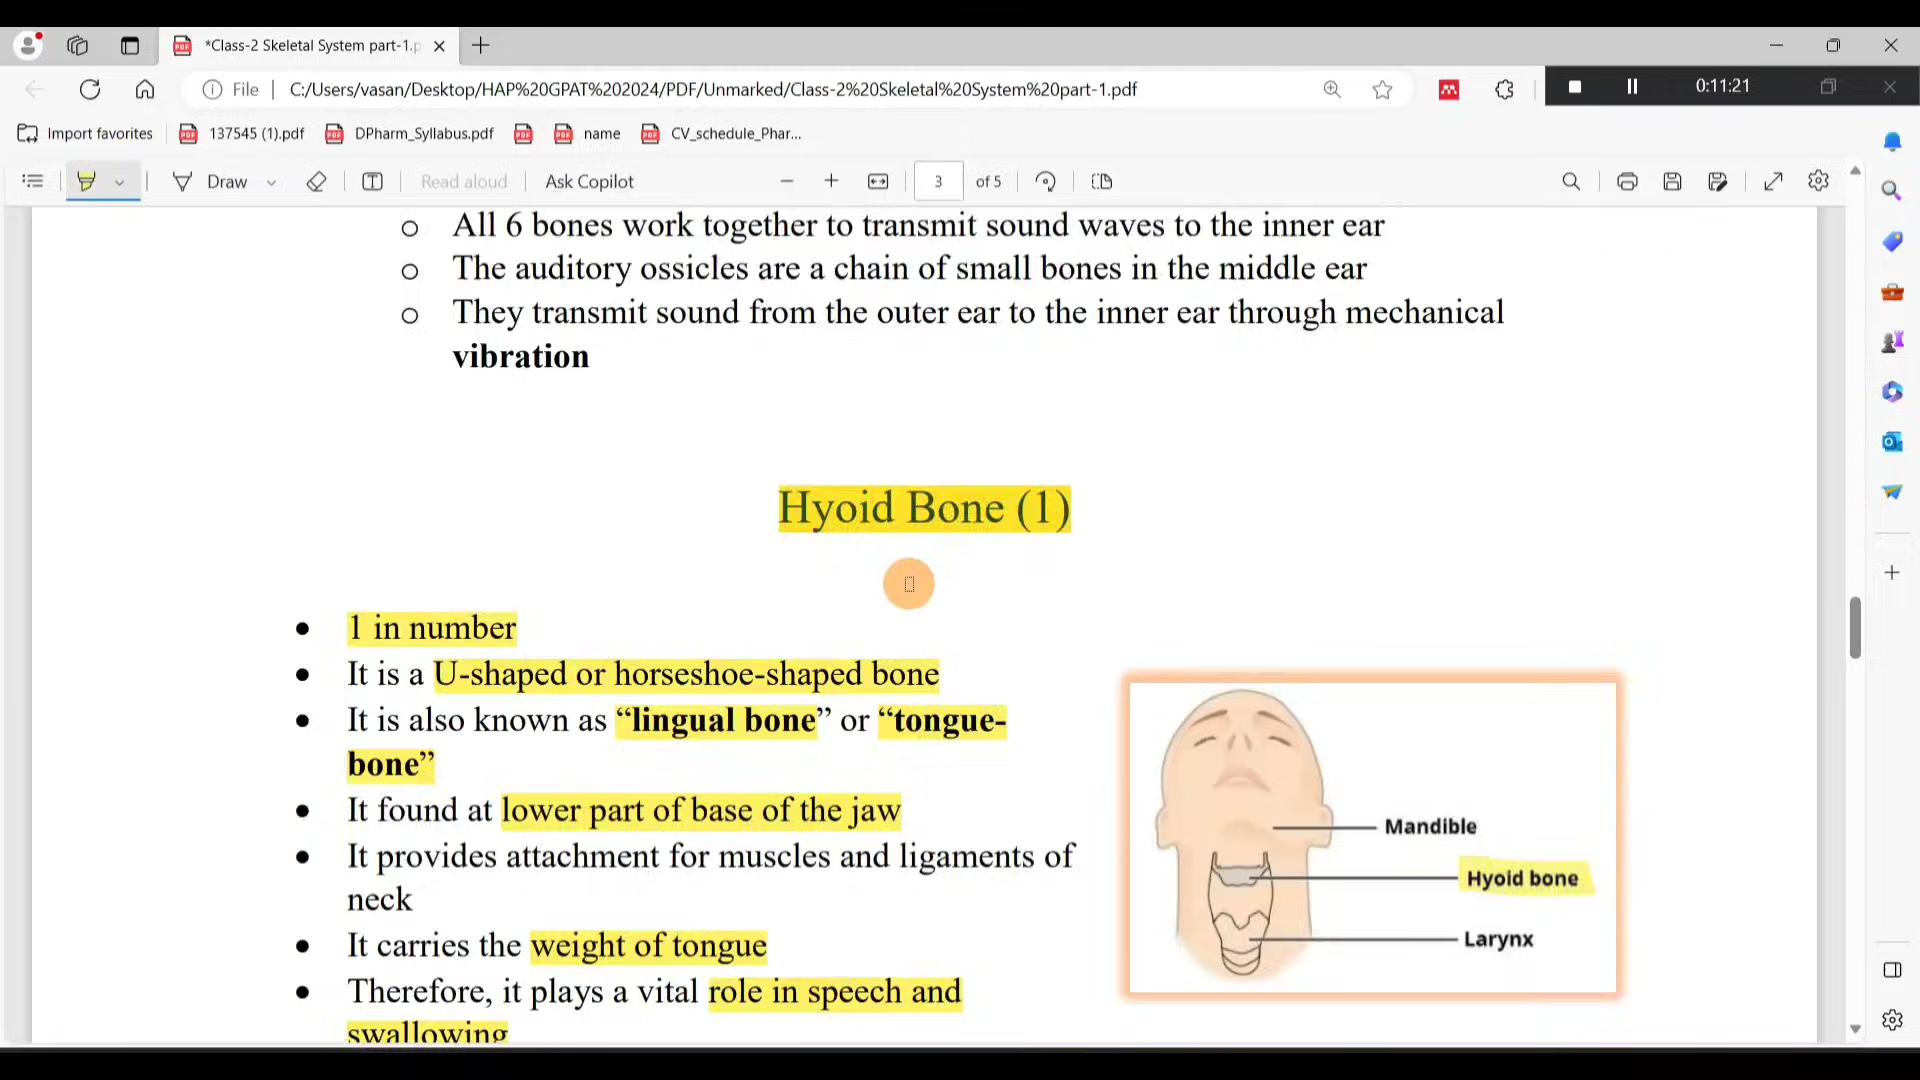 *Class-2 Skeletal System part-1.p
File
C:/Users/vasan/Desktop/HAP%20GPAT%202024/PDF/Unmarked/Class-2%20Skeletal%20System%20part-1.pdf
0:11:21
Import favorites
137545 (1).pdf
DPharm_Syllabus.pdf
name
CV_schedule_Phar...
Draw
Read aloud
Ask Copilot
3
of 5
o All 6 bones work together to transmit sound waves to the inner ear
o The auditory ossicles are a chain of small bones in the middle ear
o They transmit sound from the outer ear to the inner ear through mechanical
vibration
Hyoid Bone (1)
• 1 in number
• It is a U-shaped or horseshoe-shaped bone
• It is also known as “lingual bone” or “tongue-
bone”
• It found at lower part of base of the jaw
• It provides attachment for muscles and ligaments of
neck
• It carries the weight of tongue
• Therefore, it plays a vital role in speech and
swallowing
Mandible
Hyoid bone
Larynx